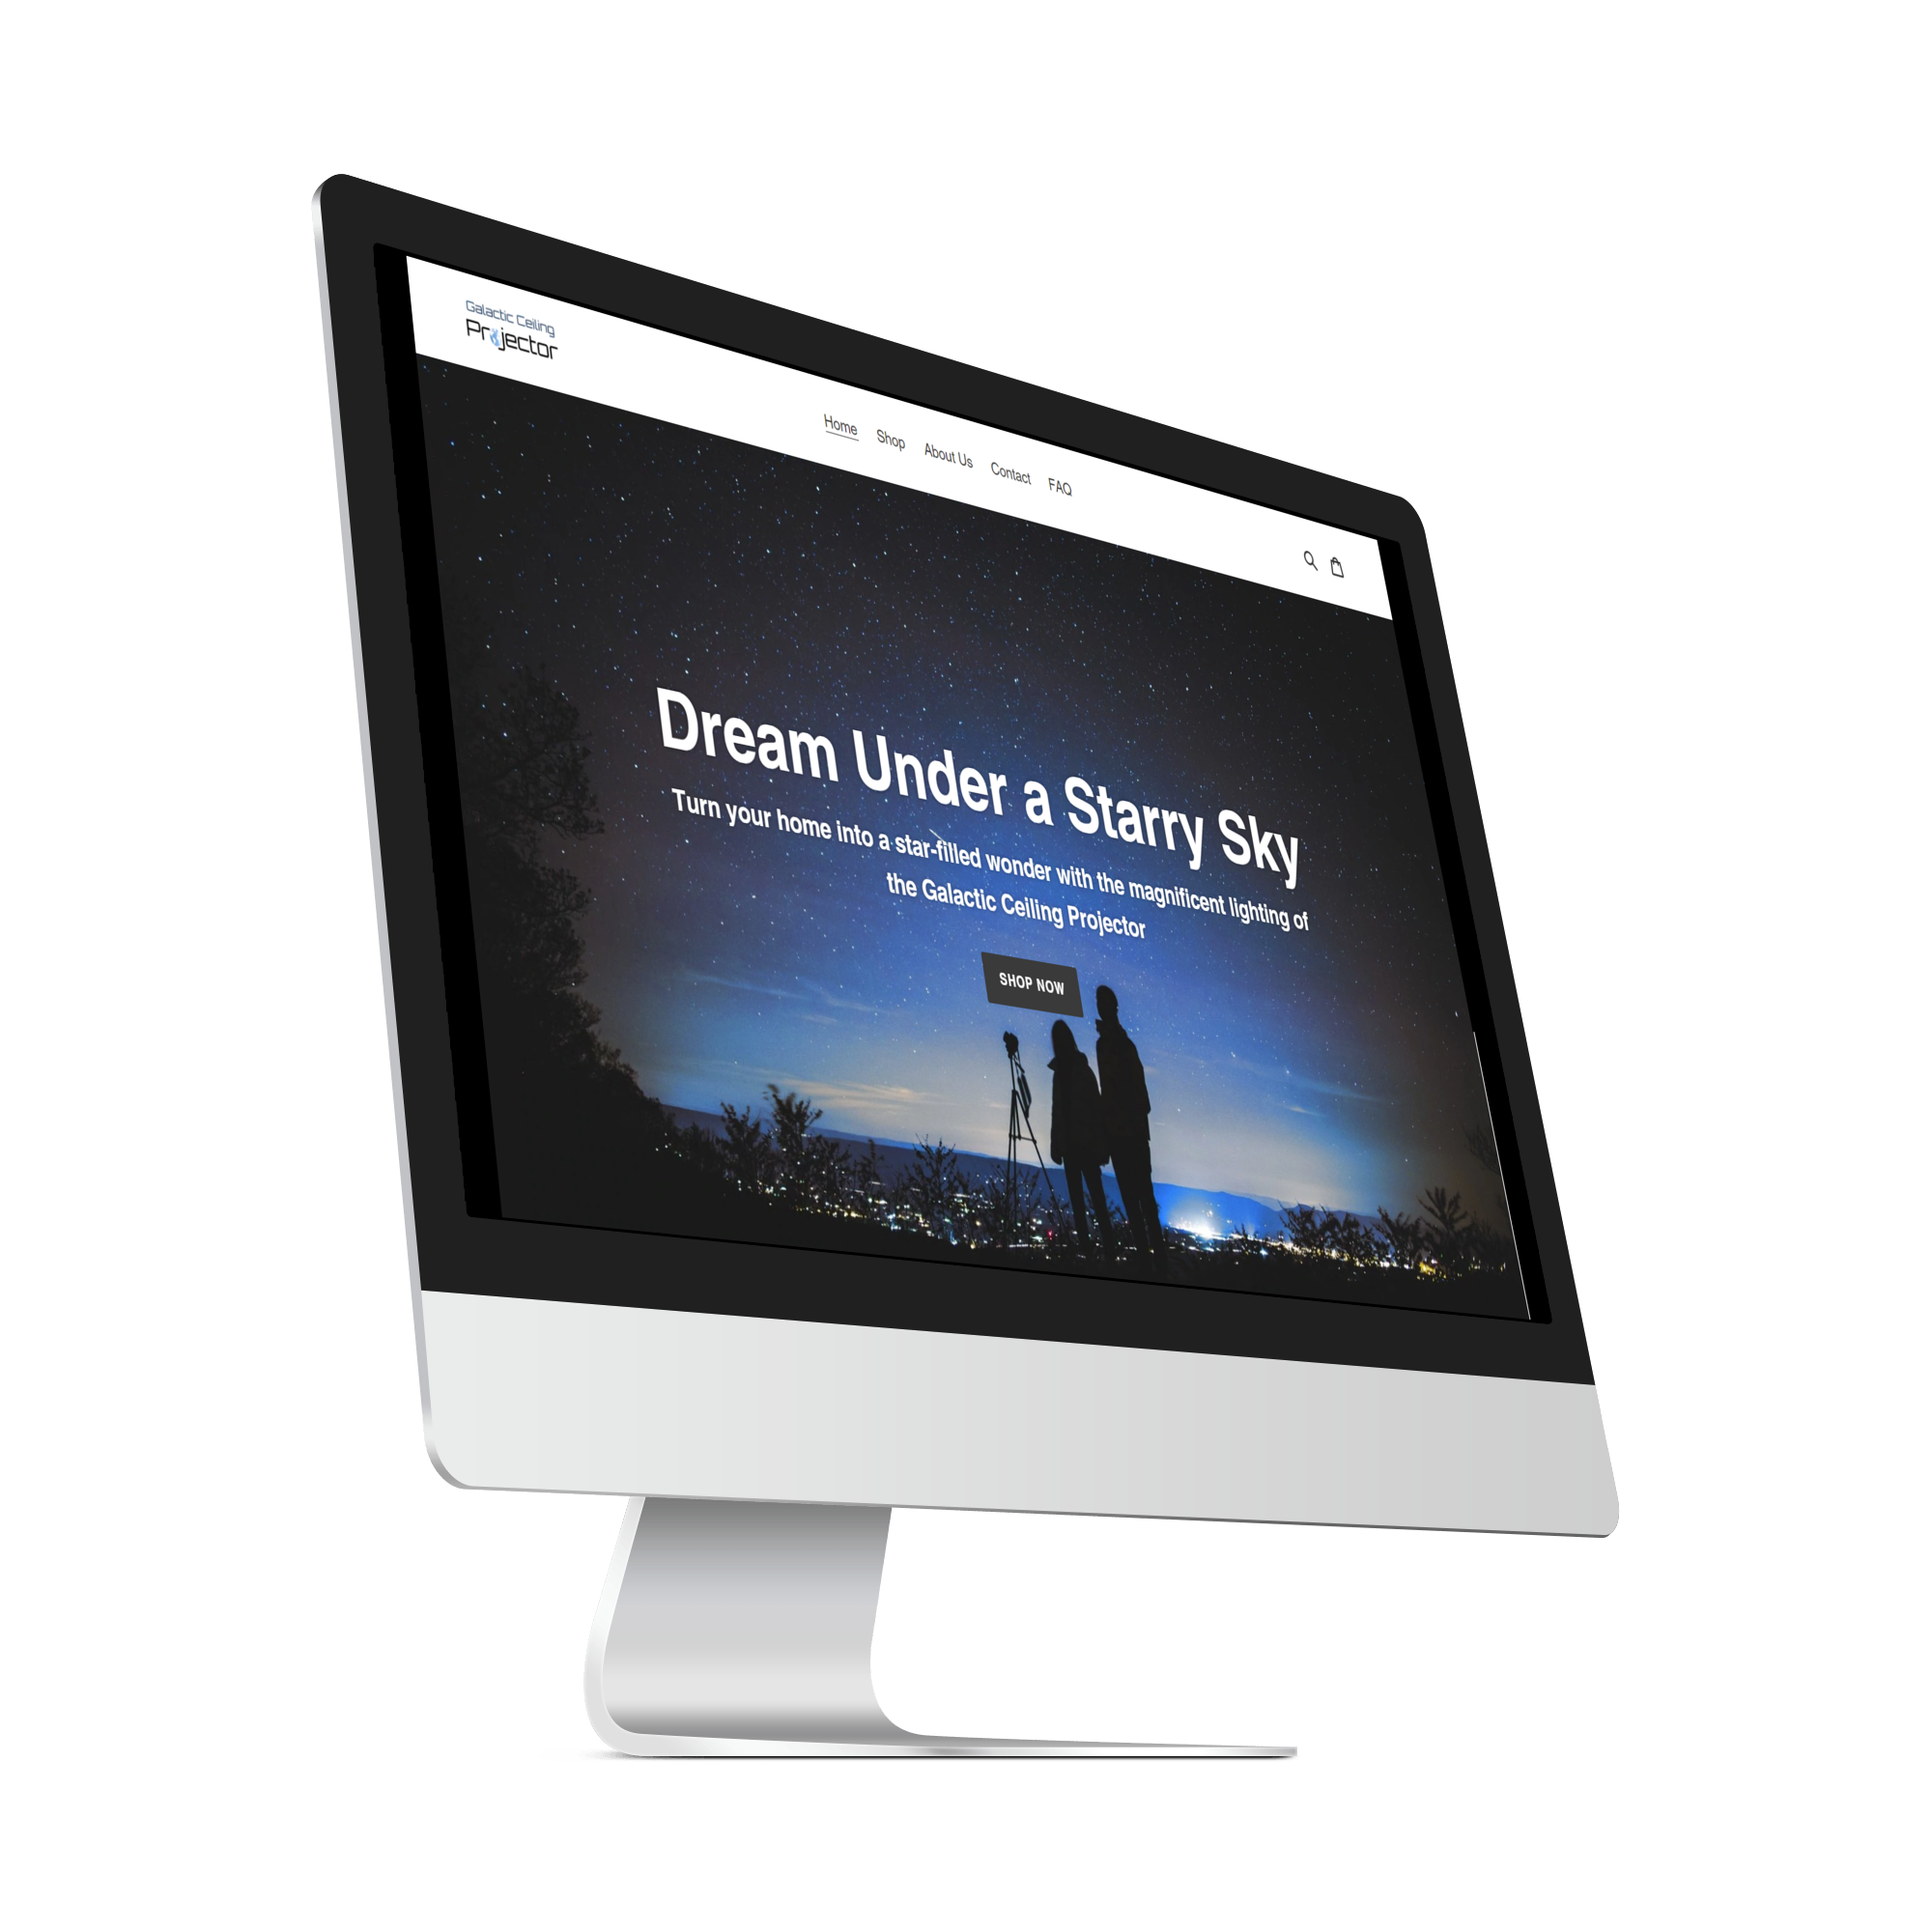 Galactic Ceiling
Projector
Home Shop About Us Contact FAQ
Dream Under a Starry Sky
Turn your home into a star-filled wonder with the magnificent lighting of
the Galactic Ceiling Projector
SHOP NOW